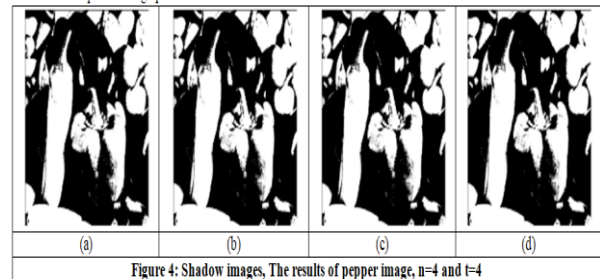 (a) (b) (c) (d)
Figure 4: Shadow images, The results of pepper image, n=4 and t=4